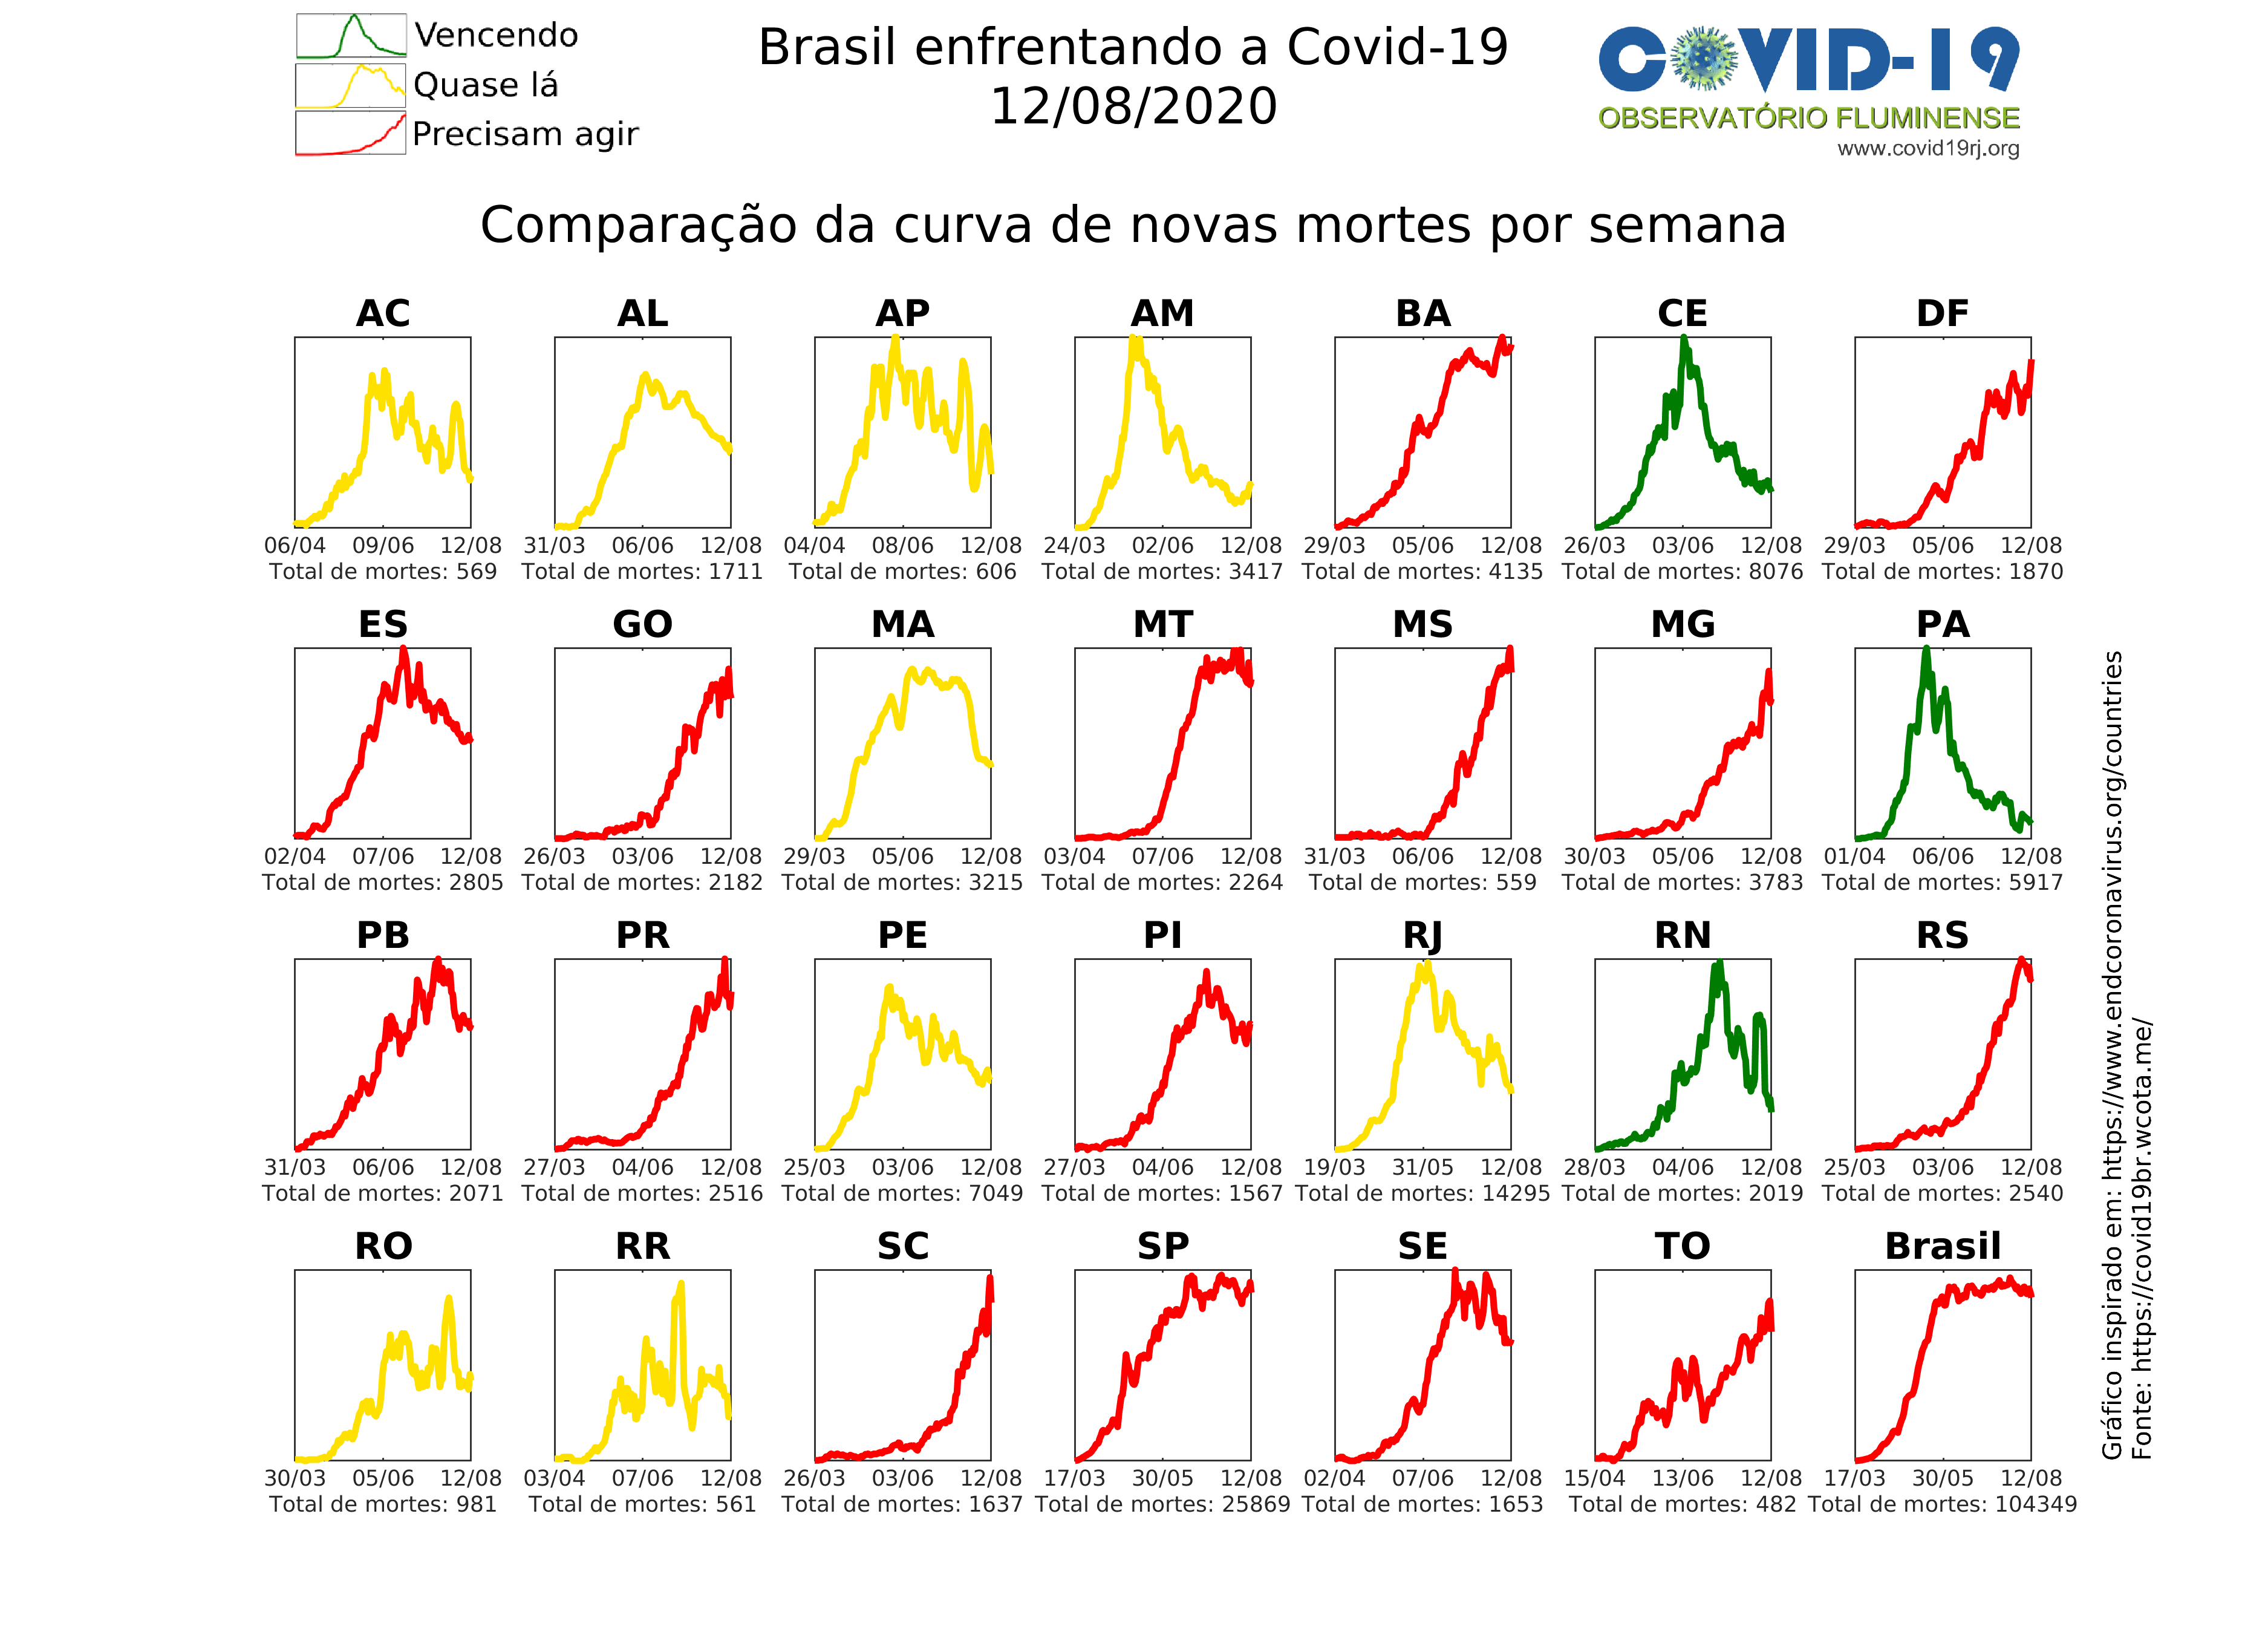 Vencendo
Quase lá
Precisam agir
Brasil enfrentando a Covid-19
12/08/2020
COVID-19
OBSERVATÓRIO FLUMINENSE
www.covid19rj.org
Comparação da curva de novas mortes por semana
AC AL AP AM BA CE DF
06/04 09/06 12/08 31/03 06/06 12/08 04/04 08/06 12/08 24/03 02/06 12/08 29/03 05/06 12/08 26/03 03/06 12/08 29/03 05/06 12/08
Total de mortes: 569 Total de mortes: 1711 Total de mortes: 606 Total de mortes: 3417 Total de mortes: 4135 Total de mortes: 8076 Total de mortes: 1870
ES GO MA MT MS MG PA
02/04 07/06 12/08 26/03 03/06 12/08 29/03 05/06 12/08 03/04 07/06 12/08 31/03 06/06 12/08 30/03 05/06 12/08 01/04 06/06 12/08
Total de mortes: 2805 Total de mortes: 2182 Total de mortes: 3215 Total de mortes: 2264 Total de mortes: 559 Total de mortes: 3783 Total de mortes: 5917
PB PR PE PI RJ RN RS
31/03 06/06 12/08 27/03 04/06 12/08 25/03 03/06 12/08 27/03 04/06 12/08 19/03 31/05 12/08 28/03 04/06 12/08 25/03 03/06 12/08
Total de mortes: 2071 Total de mortes: 2516 Total de mortes: 7049 Total de mortes: 1567 Total de mortes: 14295 Total de mortes: 2019 Total de mortes: 2540
RO RR SC SP SE TO Brasil
30/03 05/06 12/08 03/04 07/06 12/08 26/03 03/06 12/08 17/03 30/05 12/08 02/04 07/06 12/08 15/04 13/06 12/08 17/03 30/05 12/08
Total de mortes: 981 Total de mortes: 561 Total de mortes: 1637 Total de mortes: 25869 Total de mortes: 1653 Total de mortes: 482 Total de mortes: 104349
Gráfico inspirado em: https://www.endcoronavirus.org/countries
Fonte: https://covid19br.wcota.me/